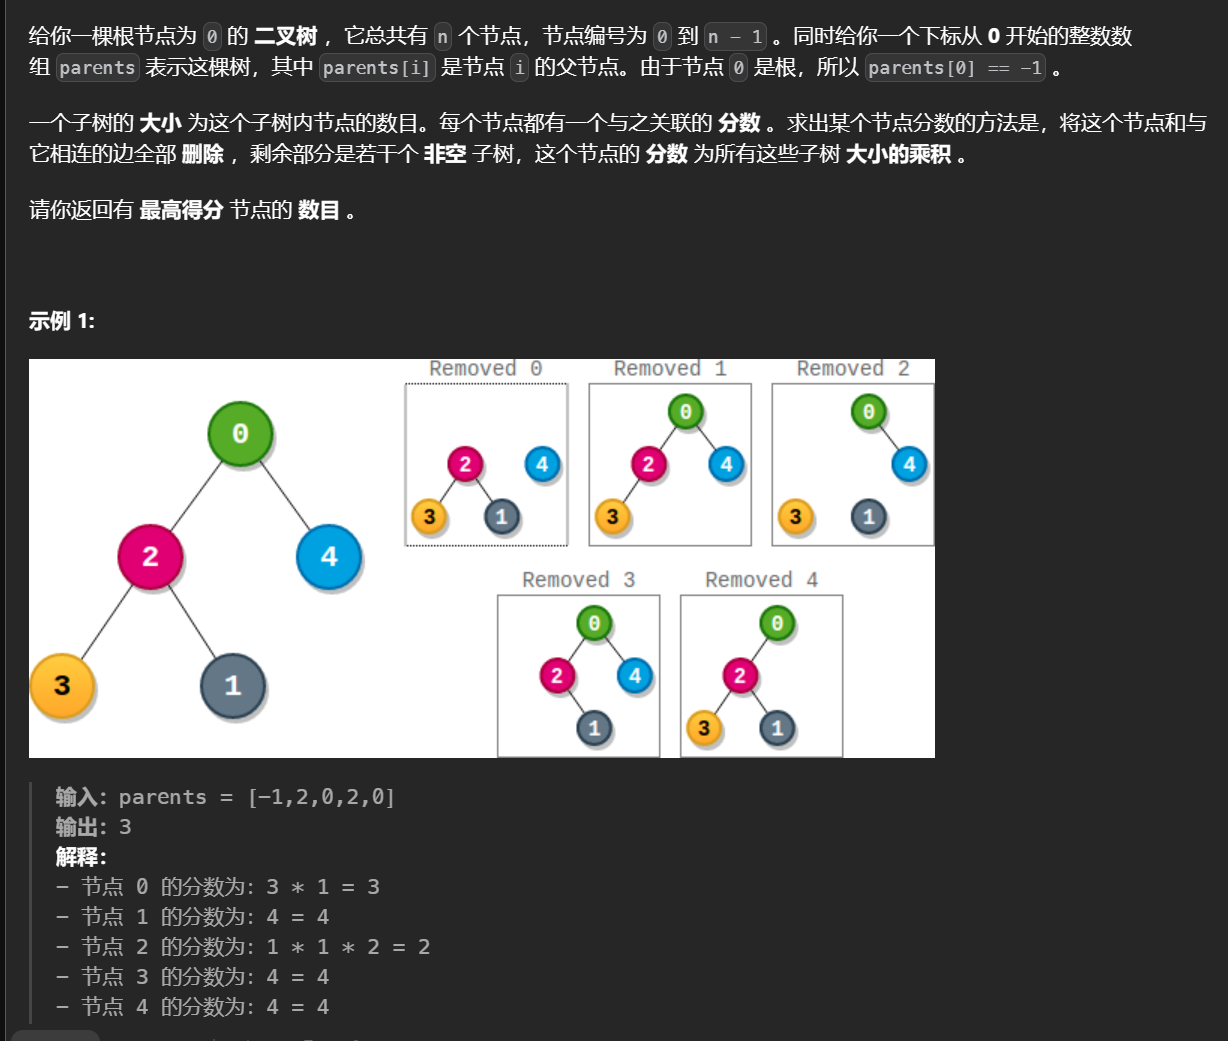 给你一棵根节点为 0 的 二叉树 ，它总共有 n 个节点，节点编号为 0 到 n - 1 。同时给你一个下标从 0 开始的整数数
组 parents 表示这棵树，其中 parents[i] 是节点 i 的父节点。由于节点 0 是根，所以 parents[0] == -1 。
一个子树的 大小 为这个子树内节点的数目。每个节点都有一个与之关联的 分数 。求出某个节点分数的方法是，将这个节点和与
它相连的边全部 删除 ，剩余部分是若干个 非空 子树，这个节点的 分数 为所有这些子树 大小的乘积 。
请你返回有 最高得分 节点的 数目 。
示例 1:
Removed 0 Removed 1 Removed 2
0 2 4 3 1
2 4 3 1
0 2 4 3
0 4 3 1
Removed 3 Removed 4
0 2 4 1
0 2 3 1
输入：parents = [-1,2,0,2,0]
输出：3
解释：
- 节点 0 的分数为：3 * 1 = 3
- 节点 1 的分数为：4 = 4
- 节点 2 的分数为：1 * 1 * 2 = 2
- 节点 3 的分数为：4 = 4
- 节点 4 的分数为：4 = 4